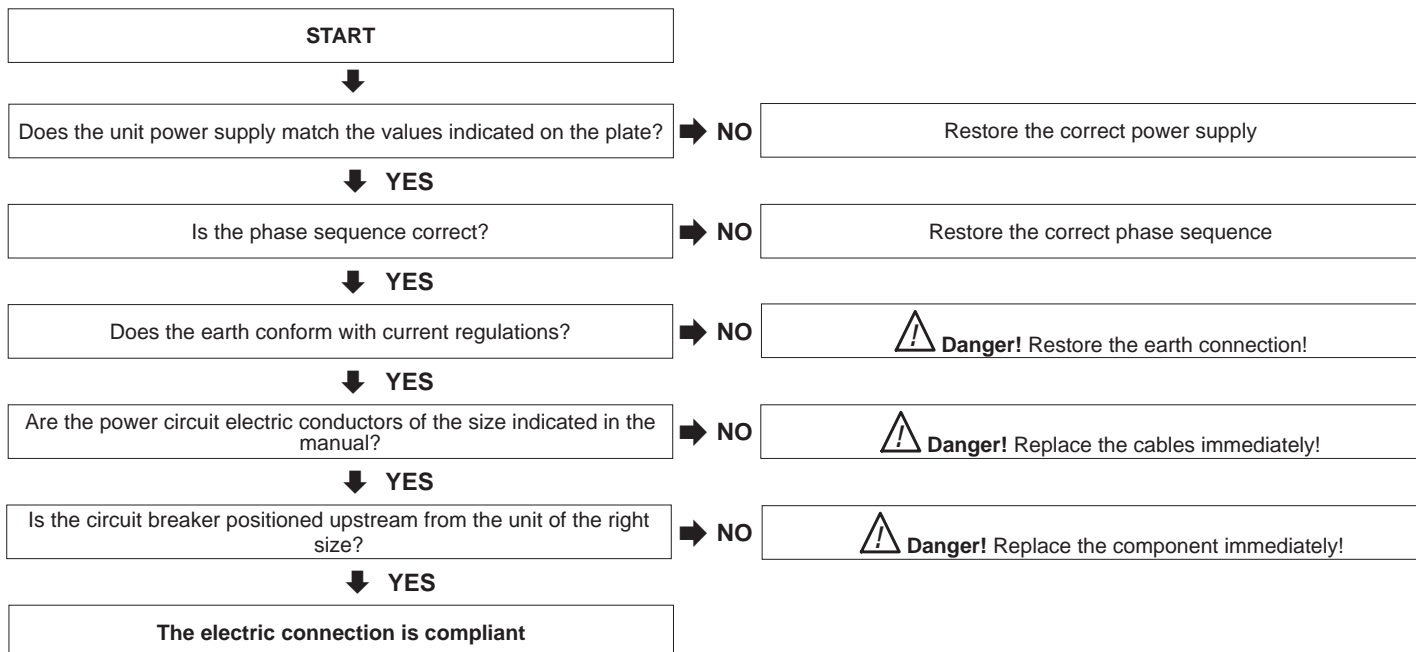 START
Does the unit power supply match the values indicated on the plate?
NO
Restore the correct power supply
YES
Is the phase sequence correct?
NO
Restore the correct phase sequence
YES
Does the earth conform with current regulations?
NO
! Danger! Restore the earth connection!
YES
Are the power circuit electric conductors of the size indicated in the
manual?
NO
! Danger! Replace the cables immediately!
YES
Is the circuit breaker positioned upstream from the unit of the right
size?
NO
! Danger! Replace the component immediately!
YES
The electric connection is compliant